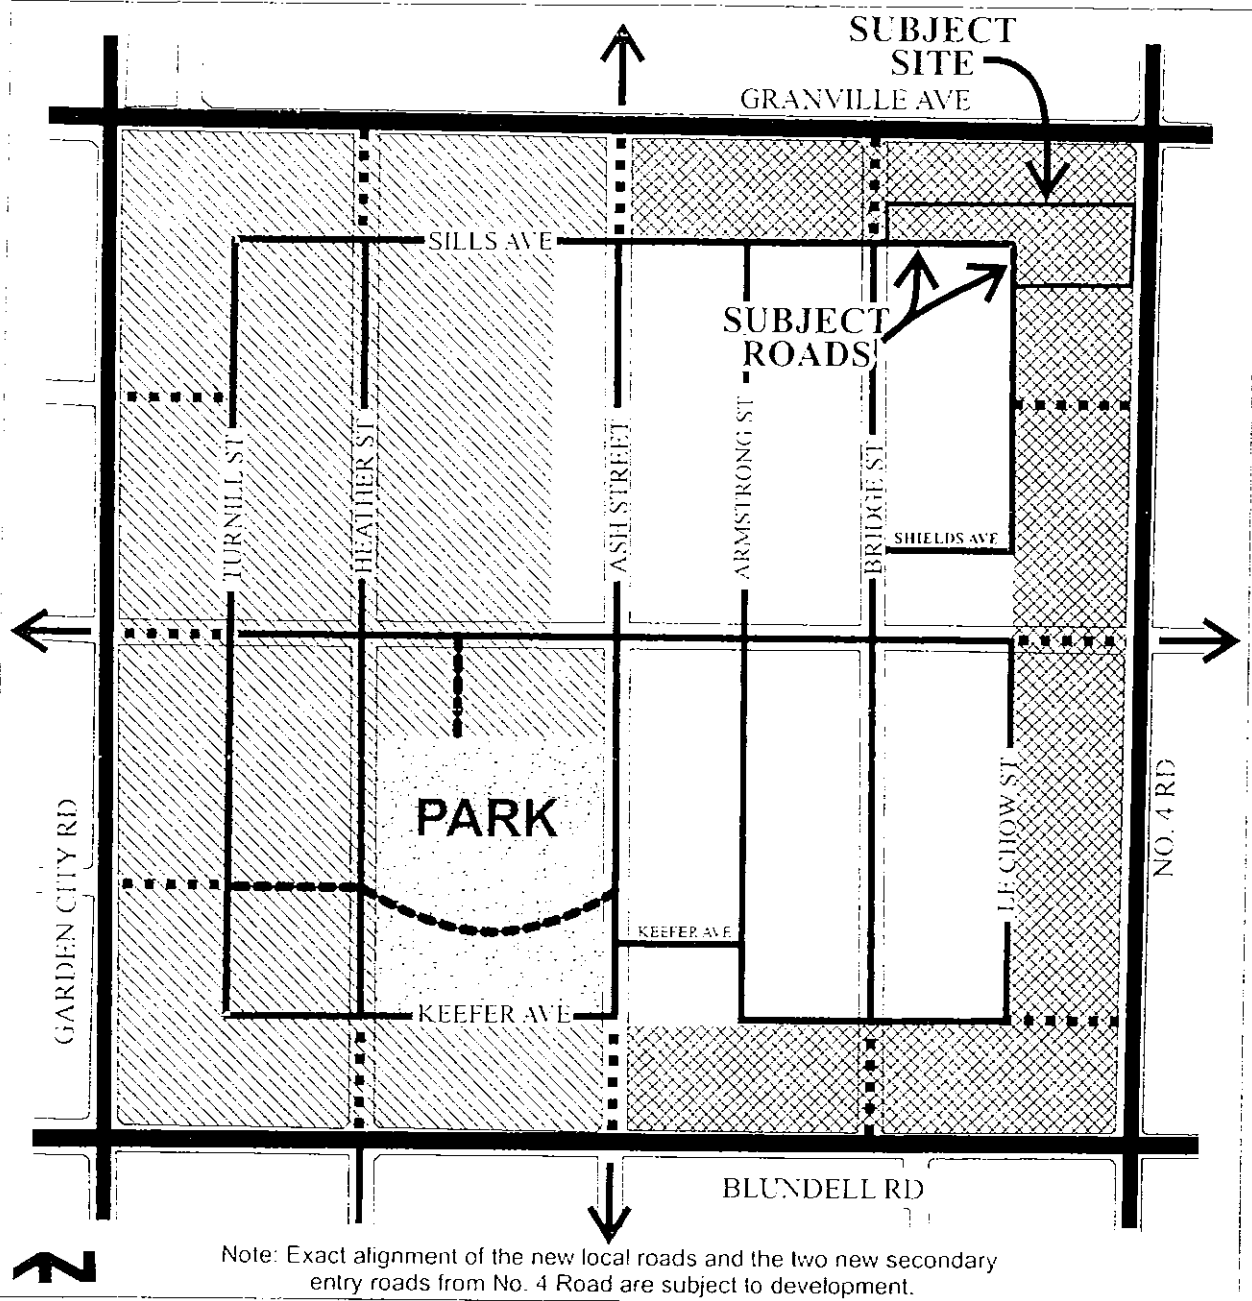 SUBJECT
SITE
GRANVILLE AVE
SILLS AVE
SUBJECT
ROADS
TURNILL ST
HEATHER ST
ASH STREET
ARMSTRONG ST
BRIDGE ST
SHIELDS AVE
PARK
LE CHOW ST
NO. 4 RD
GARDEN CITY RD
KEEFER AVE
KEEFER AVE
BLUNDELL RD
N
Note: Exact alignment of the new local roads and the two new secondary
entry roads from No. 4 Road are subject to development.